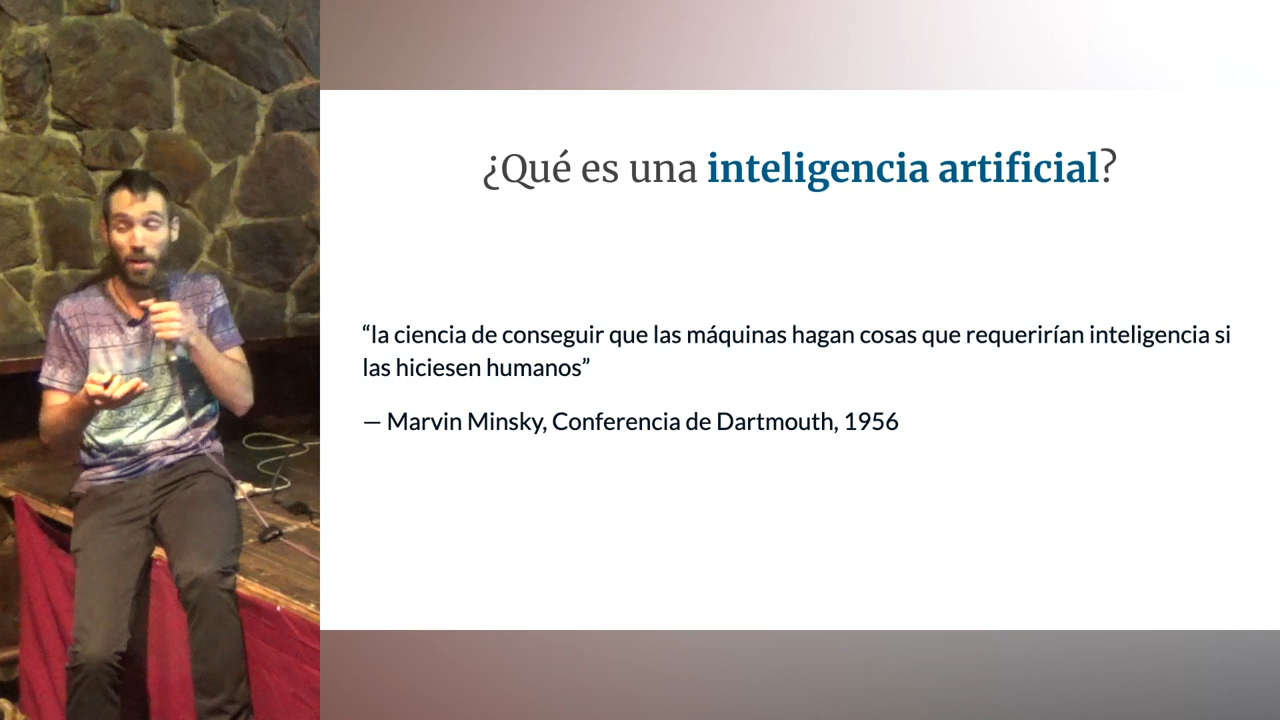 ¿Qué es una inteligencia artificial?
“la ciencia de conseguir que las máquinas hagan cosas que requerirían inteligencia si
las hiciesen humanos”
— Marvin Minsky, Conferencia de Dartmouth, 1956